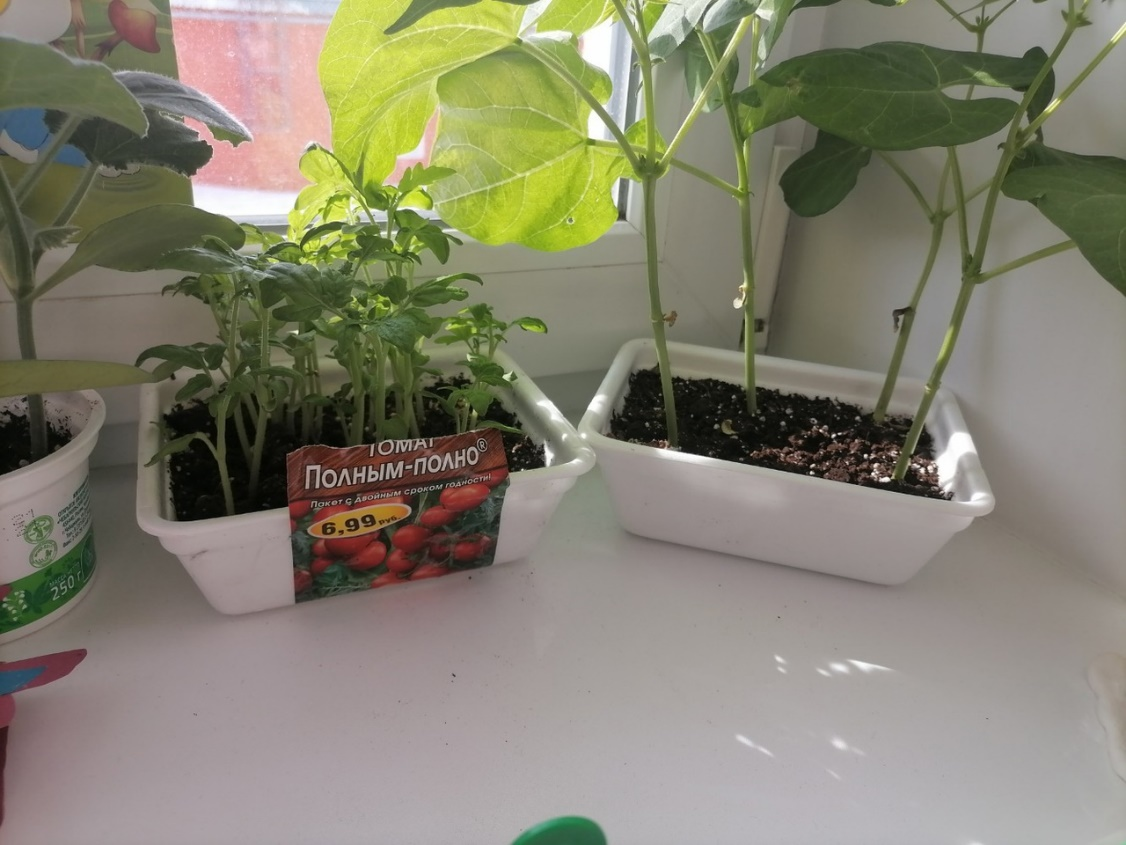 ТОМАТ
Полным-полно®
Пакет с двойным сроком годности!
6,99 руб.
250 г